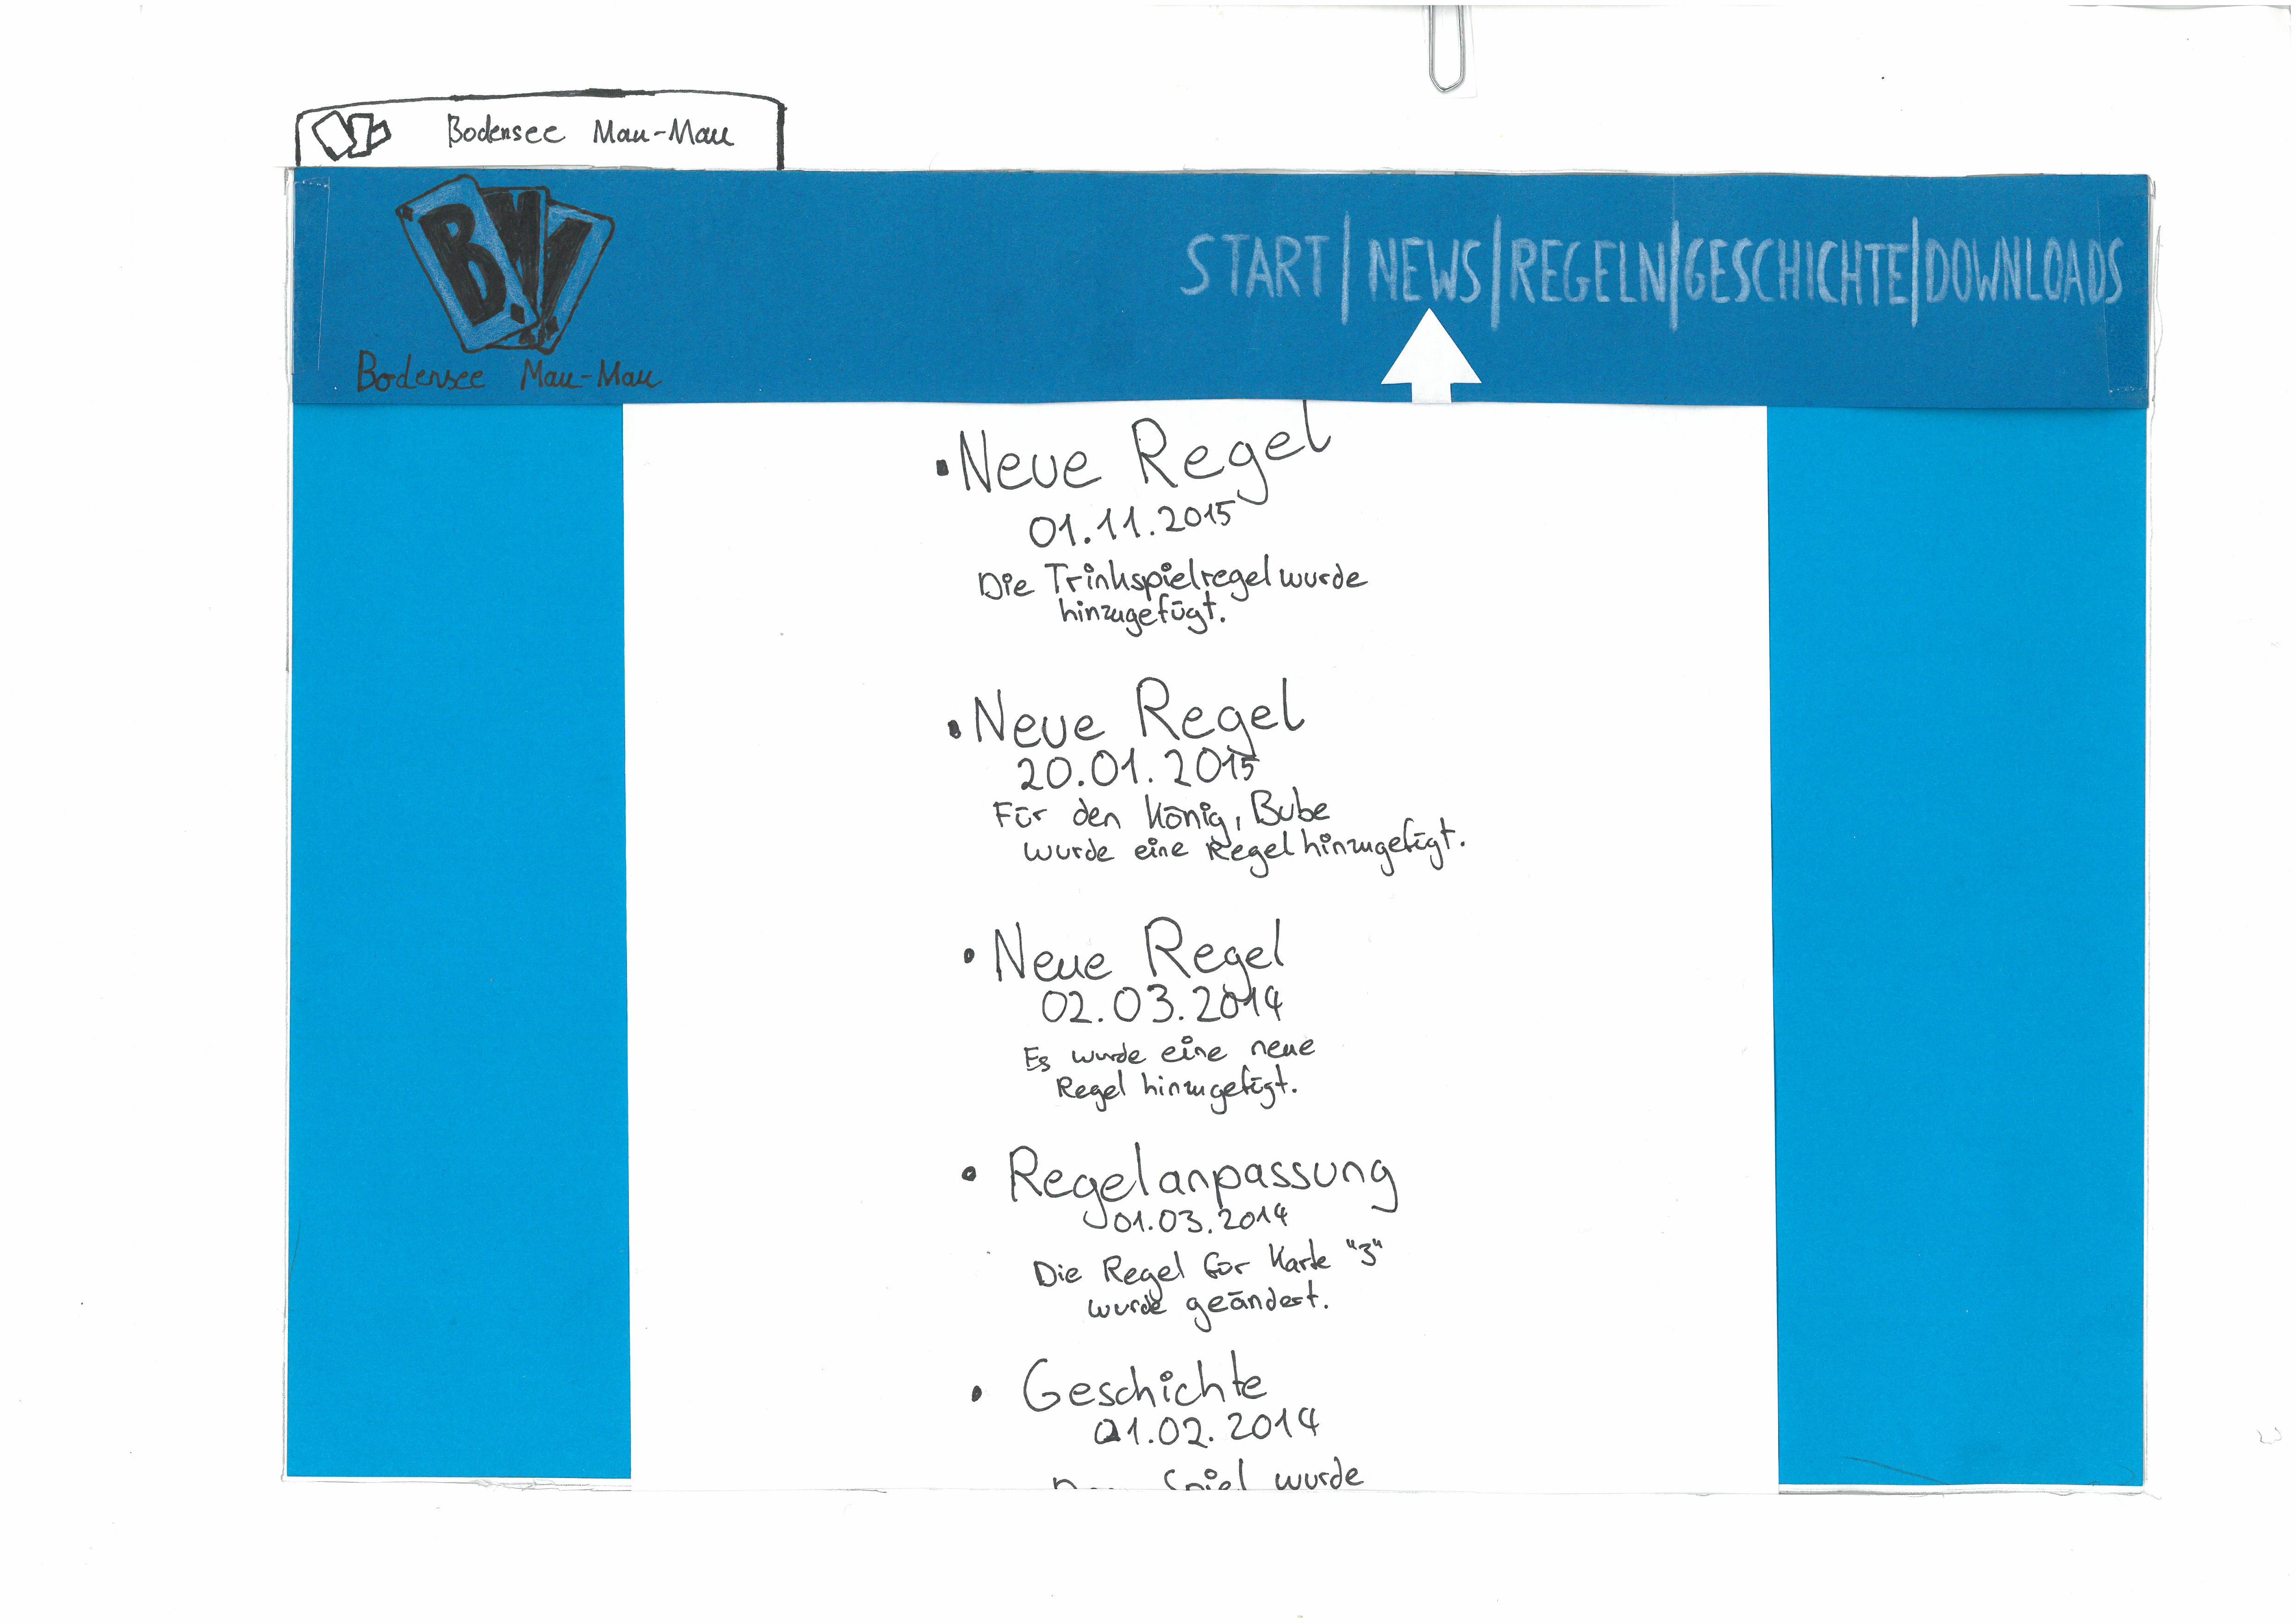 Bodensee Mau-Mau
B.M
Bodensee Mau-Mau
START | NEWS | REGELN | GESCHICHTE | DOWNLOADS
· Neue Regel
01.11.2015
Die Trinkspielregel wurde
hinzugefügt.
· Neue Regel
20.01.2015
Für den König, Bube
wurde eine Regel hinzugefügt.
· Neue Regel
02.03.2014
Es wurde eine neue
Regel hinzugefügt.
· Regelanpassung
01.03.2014
Die Regel für Karte "3"
wurde geändert.
· Geschichte
01.02.2014
Spiel wurde